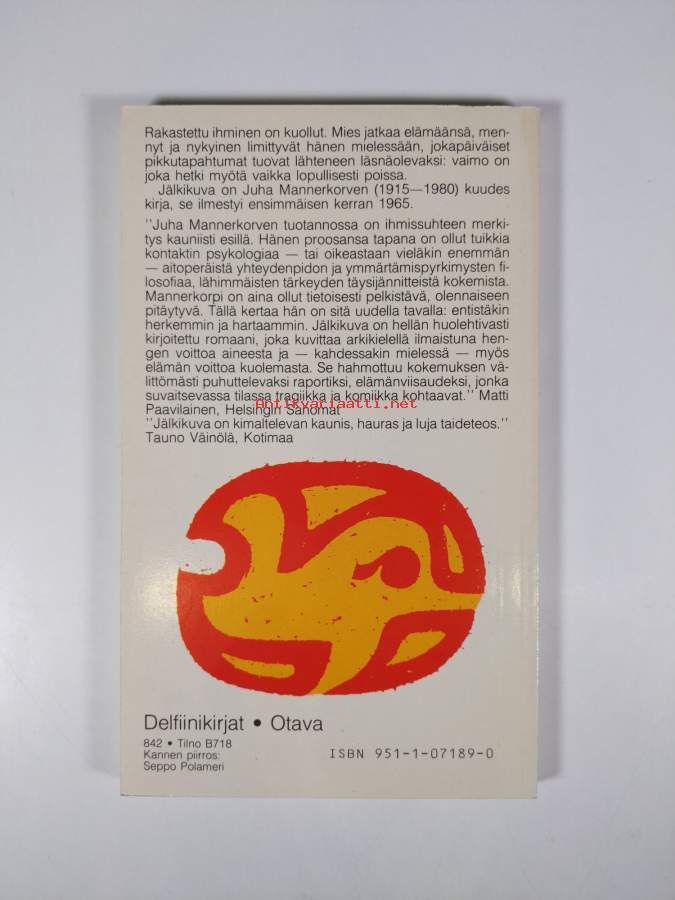 Rakastettu ihminen on kuollut. Mies jatkaa elämäänsä, men-
nyt ja nykyinen limittyvät hänen mielessään, jokapäiväiset
pikkutapahtumat tuovat lähteneen läsnäolevaksi: vaimo on
joka hetki myötä vaikka lopullisesti poissa.
Jälkikuva on Juha Mannerkorven (1915—1980) kuudes
kirja, se ilmestyi ensimmäisen kerran 1965.
''Juha Mannerkorven tuotannossa on ihmissuhteen merki-
tys kauniisti esillä. Hänen proosansa tapana on ollut tuikkia
kontaktin psykologiaa — tai oikeastaan vieläkin enemmän
— aitoperäistä yhteydenpidon ja ymmärtämispyrkimysten fi-
losofiaa, lähimmäisten tärkeyden täysijännitteistä kokemista.
Mannerkorpi on aina ollut tietoisesti pelkistävä, olennaiseen
pitäytyvä. Tällä kertaa hän on sitä uudella tavalla: entistäkin
herkemmin ja hartaammin. Jälkikuva on hellän huolehtivasti
kirjoitettu romaani, joka kuvittaa arkikielellä ilmaistuna hen-
gen voittoa aineesta ja — kahdessakin mielessä — myös
elämän voittoa kuolemasta. Se hahmottuu kokemuksen vä-
littömästi puhuttelevaksi raportiksi, elämänviisaudeksi, jonka
suvaitsevassa tilassa tragiikka ja komiikka kohtaavat.'' Matti
Paavilainen, Helsingin Sanomat
Antikvariaatti.net
''Jälkikuva on kimaltelevan kaunis, hauras ja luja taideteos.''
Tauno Väinölä, Kotimaa
Delfiinikirjat • Otava
842 • Tilno B718
Kannen piirros:
Seppo Polameri
ISBN 951-1-07189-0